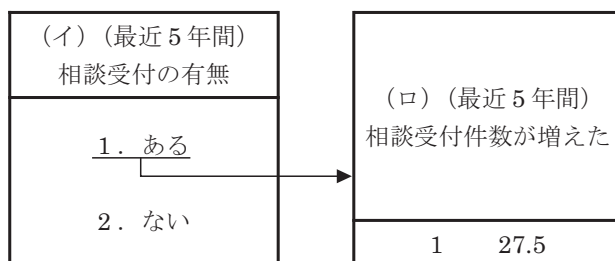 (イ) (最近5年間)
相談受付の有無
1. ある
2. ない
(ロ) (最近5年間)
相談受付件数が増えた
1 27.5